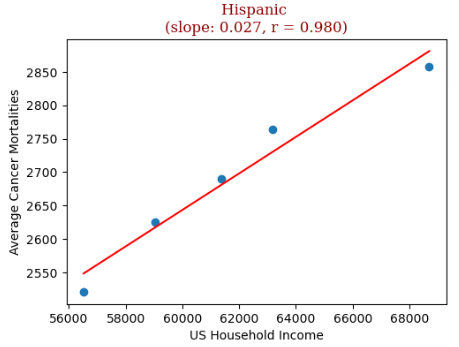 Hispanic
(slope: 0.027, r = 0.980)
2850
2800
2750
2700
2650
2600
2550
Average Cancer Mortalities
56000 58000 60000 62000 64000 66000 68000
US Household Income